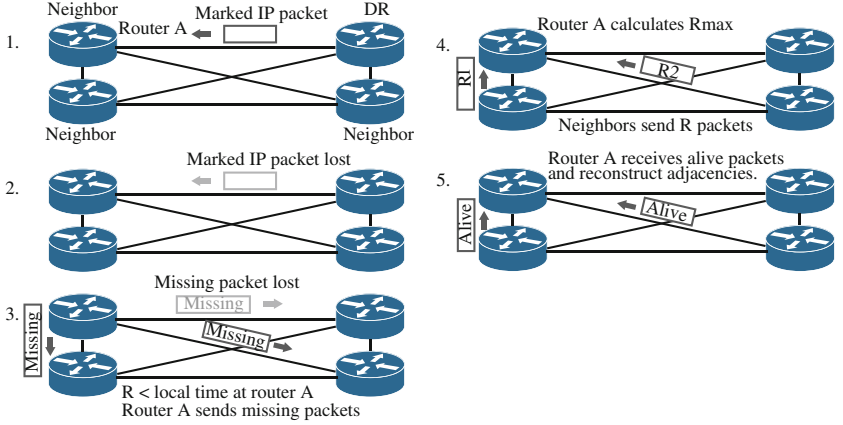 Neighbor
Marked IP packet
DR
Router A
1.
Neighbor
Neighbor
2.
Marked IP packet lost
3.
Missing packet lost
Missing
Missing
Missing
R < local time at router A
Router A sends missing packets
4.
Router A calculates Rmax
R1
R2
Neighbors send R packets
5.
Router A receives alive packets
and reconstruct adjacencies.
Alive
Alive